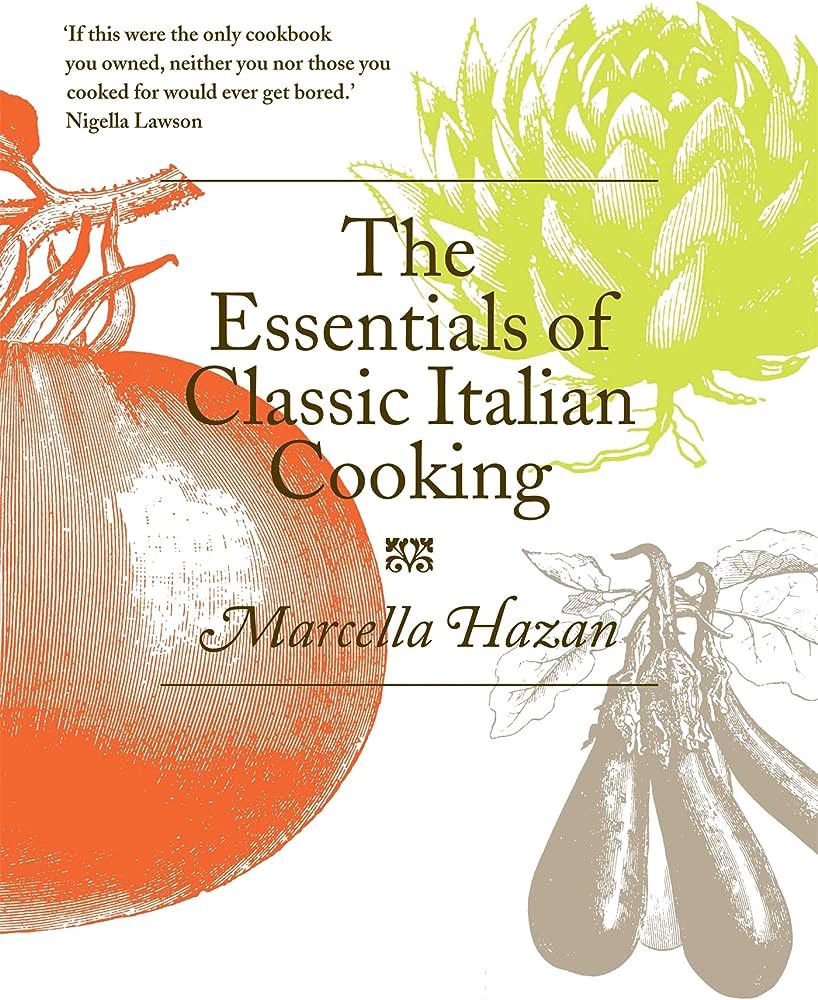 ‘If this were the only cookbook
you owned, neither you nor those you
cooked for would ever get bored.’
Nigella Lawson
The
Essentials of
Classic Italian
Cooking
Marcella Hazan